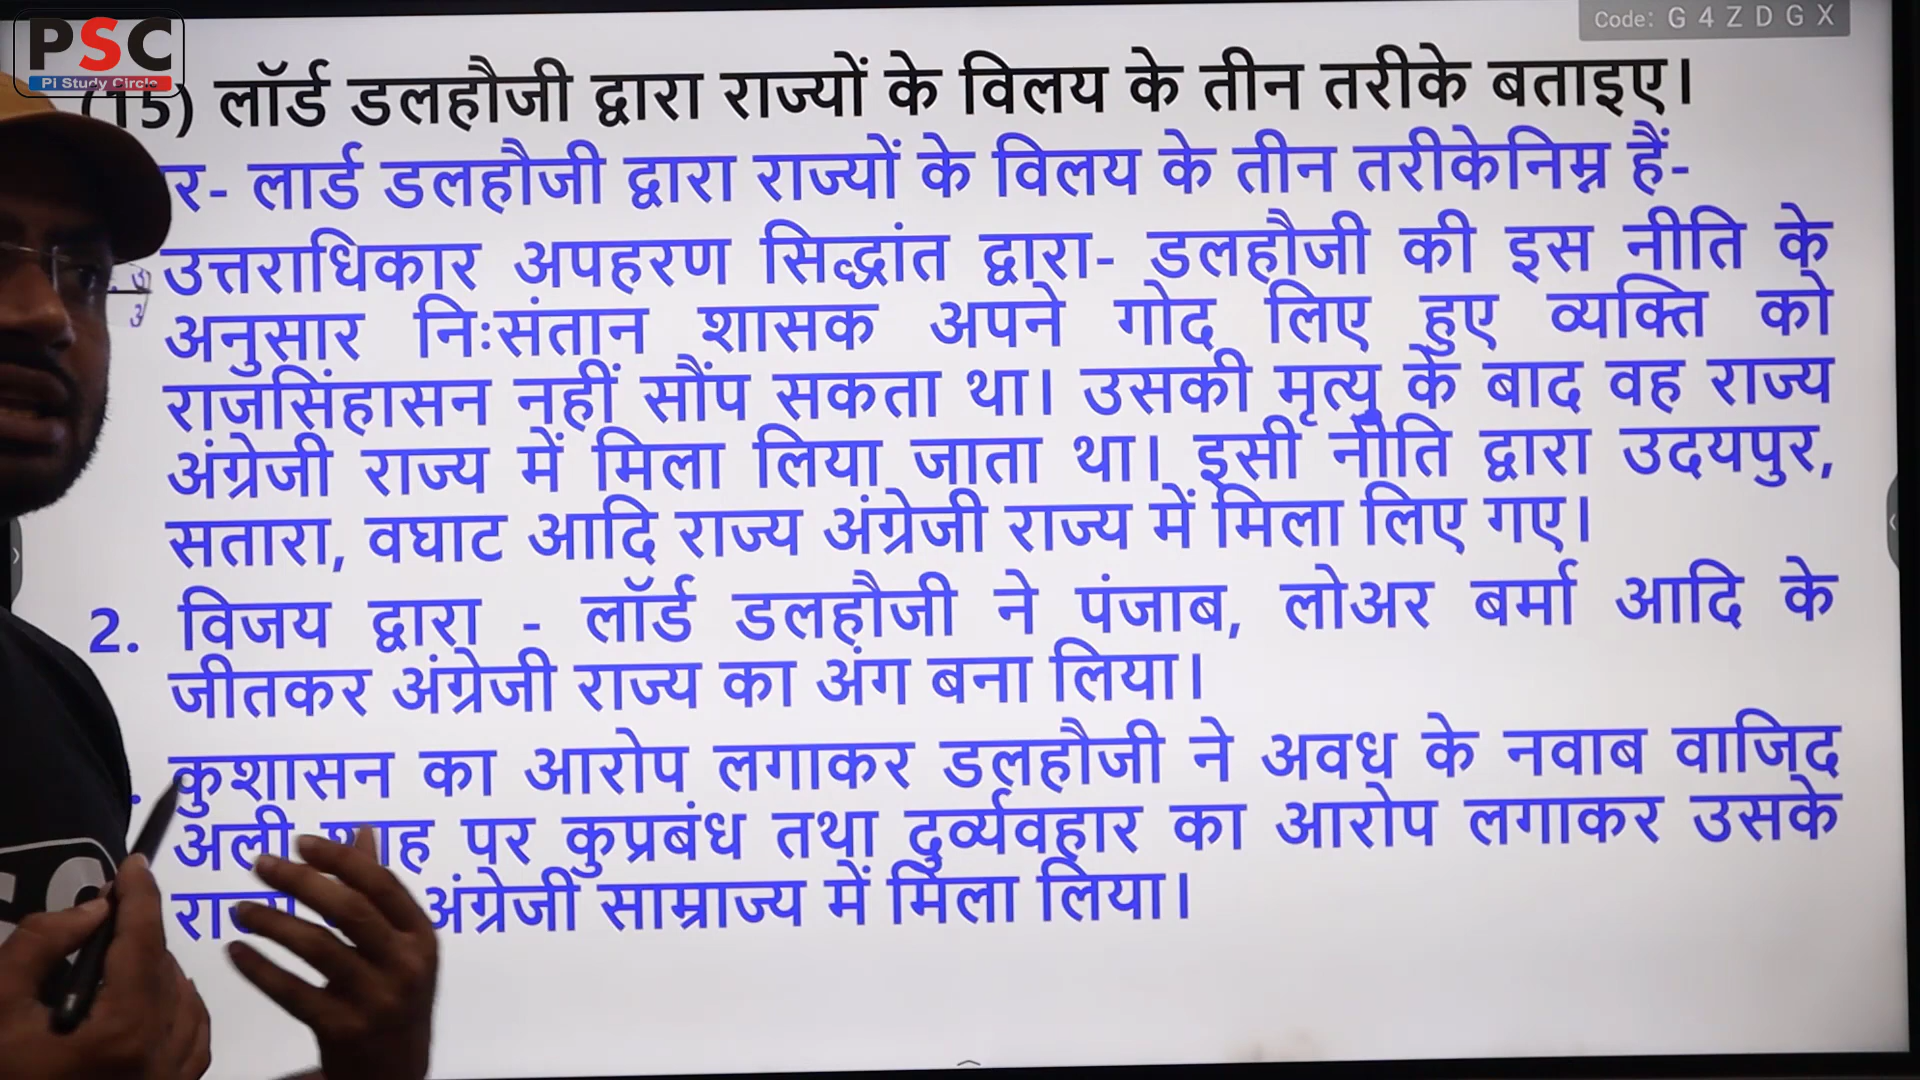 PSC
Pi Study Circle
Code: G 4 Z D G X
(15) लॉर्ड डलहौजी द्वारा राज्यों के विलय के तीन तरीके बताइए।
र- लार्ड डलहौजी द्वारा राज्यों के विलय के तीन तरीकेनिम्न हैं-
उत्तराधिकार अपहरण सिद्धांत द्वारा- डलहौजी की इस नीति के
अनुसार निःसंतान शासक अपने गोद लिए हुए व्यक्ति को
राजसिंहासन नहीं सौंप सकता था। उसकी मृत्यु के बाद वह राज्य
अंग्रेजी राज्य में मिला लिया जाता था। इसी नीति द्वारा उदयपुर,
सतारा, वघाट आदि राज्य अंग्रेजी राज्य में मिला लिए गए।
2. विजय द्वारा - लॉर्ड डलहौजी ने पंजाब, लोअर बर्मा आदि के
जीतकर अंग्रेजी राज्य का अंग बना लिया।
कुशासन का आरोप लगाकर डलहौजी ने अवध के नवाब वाजिद
अली शाह पर कुप्रबंध तथा दुर्व्यवहार का आरोप लगाकर उसके
अंग्रेजी साम्राज्य में मिला लिया।